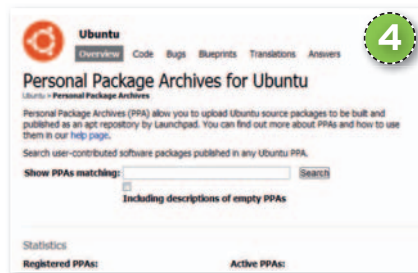 Ubuntu
4
Overview Code Bugs Blueprints Translations Answers
Personal Package Archives for Ubuntu
Ubuntu » Personal Package Archives
Personal Package Archives (PPA) allow you to upload Ubuntu source packages to be built and
published as an apt repository by Launchpad. You can find out more about PPAs and how to use
them in our help page.
Search user-contributed software packages published in any Ubuntu PPA.
Show PPAs matching: Search
Including descriptions of empty PPAs
Statistics
Registered PPAs: Active PPAs: